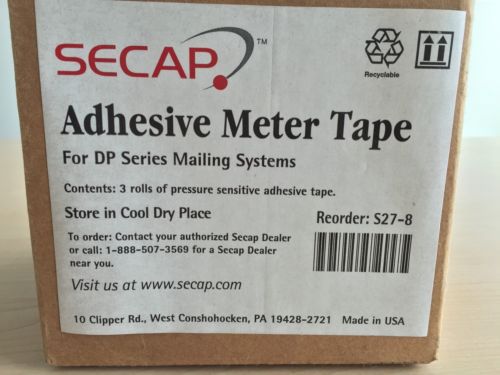 SECAP™
Recyclable
Adhesive Meter Tape
For DP Series Mailing Systems
Contents: 3 rolls of pressure sensitive adhesive tape.
Store in Cool Dry Place
Reorder: S27-8
To order: Contact your authorized Secap Dealer
or call: 1-888-507-3569 for a Secap Dealer
near you.
Visit us at www.secap.com
10 Clipper Rd., West Conshohocken, PA 19428-2721 Made in USA